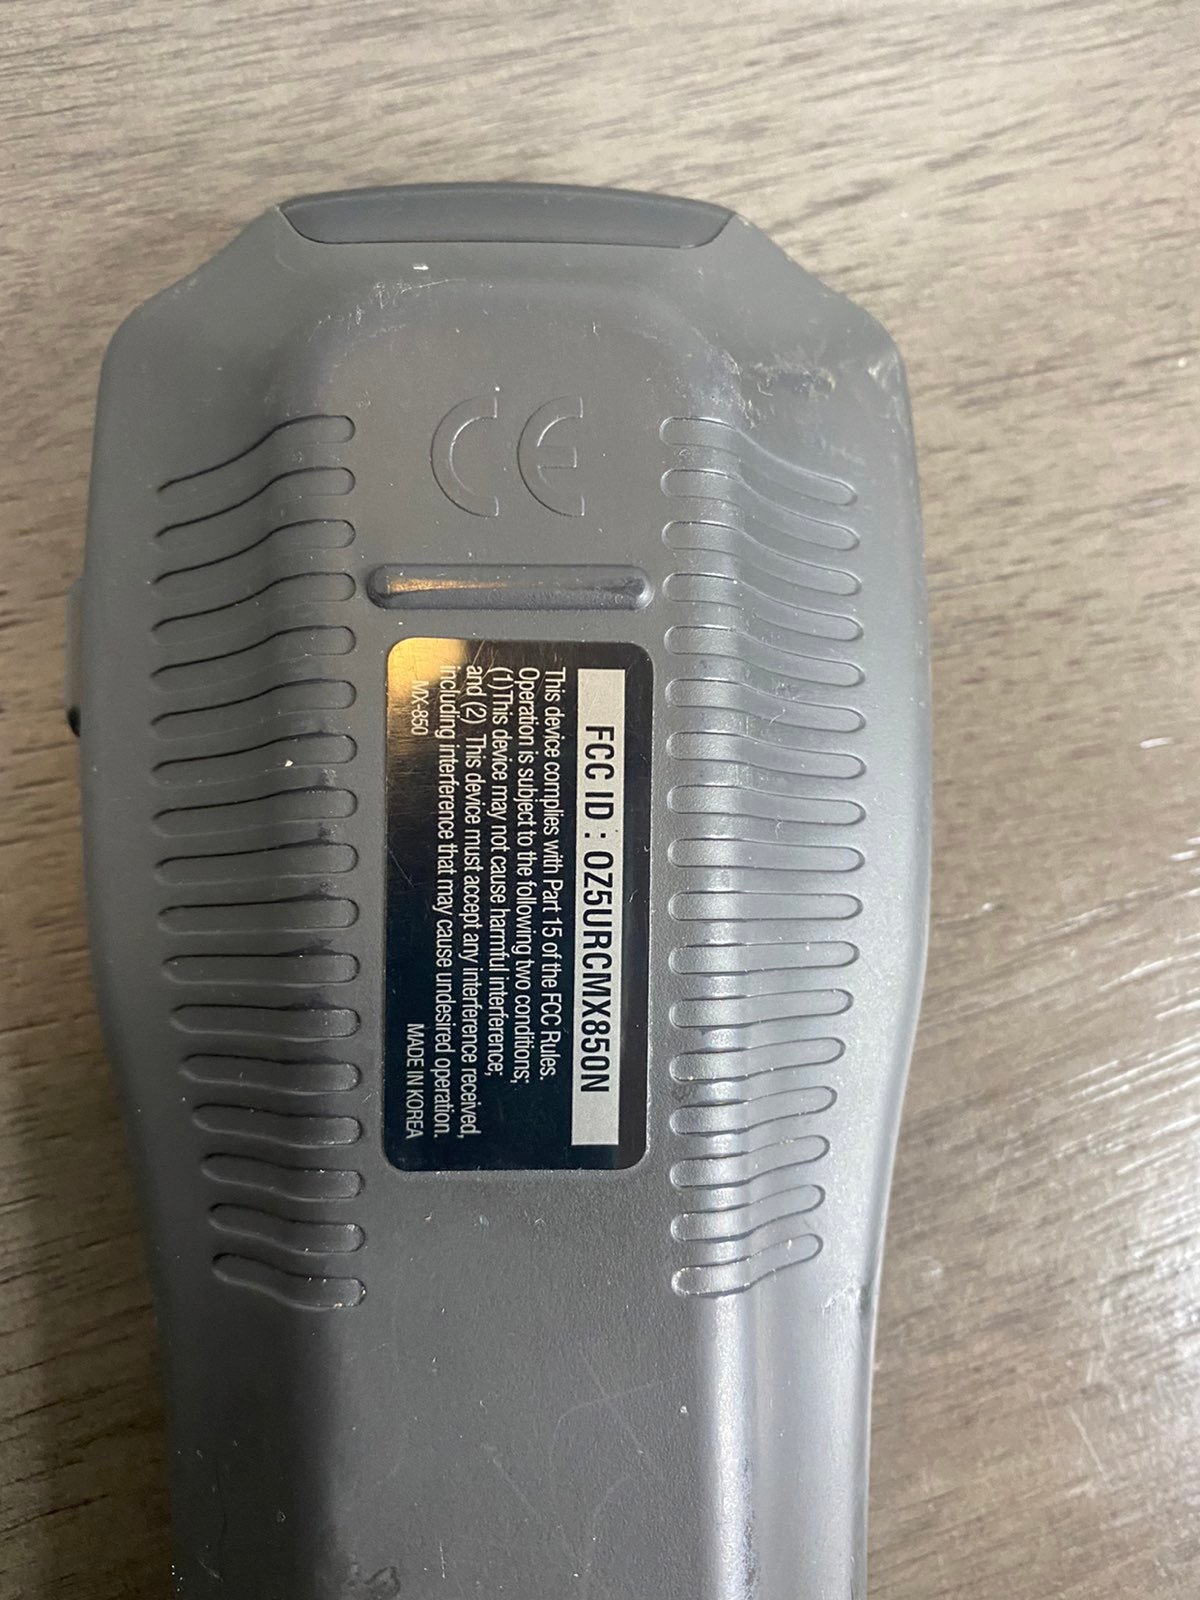 CE
FCC ID : OZ5URCMX850N
This device complies with Part 15 of the FCC Rules.
Operation is subject to the following two conditions;
(1)This device may not cause harmful interference;
and (2) This device must accept any interference received,
including interference that may cause undesired operation.
MX-850 MADE IN KOREA